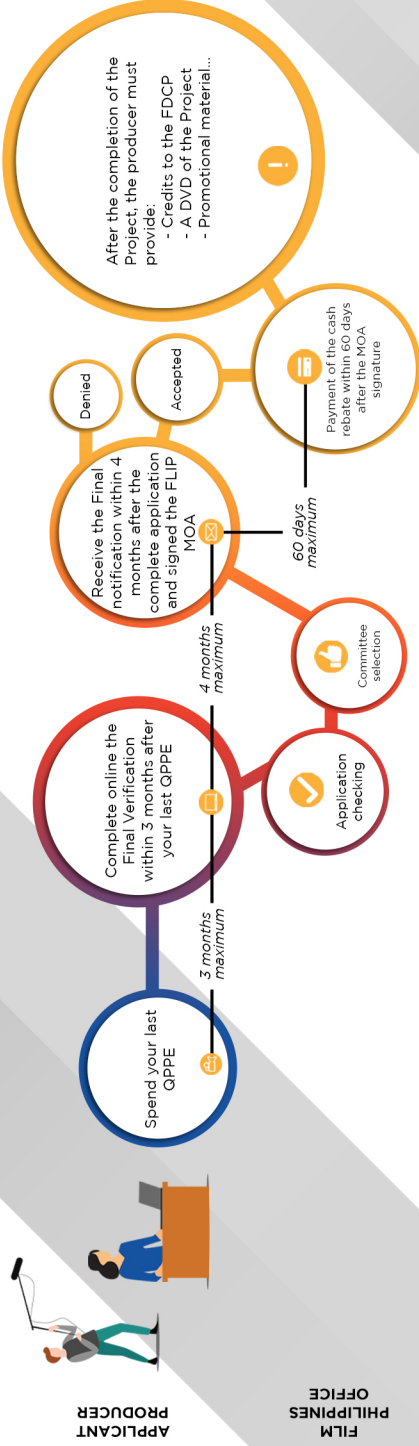 APPLICANT
PRODUCER
FILM
PHILIPPINES
OFFICE
Spend your last
QPPE
3 months
maximum
Complete online the
Final Verification
within 3 months after
your last QPPE
Application
checking
Committee
selection
4 months
maximum
Receive the Final
notification within 4
months after the
complete application
and signed the FLIP
MOA
Denied
Accepted
60 days
maximum
Payment of the cash
rebate within 60 days
after the MOA
signature
After the completion of the
Project, the producer must
provide:
- Credits to the FDCP
- A DVD of the Project
- Promotional material...